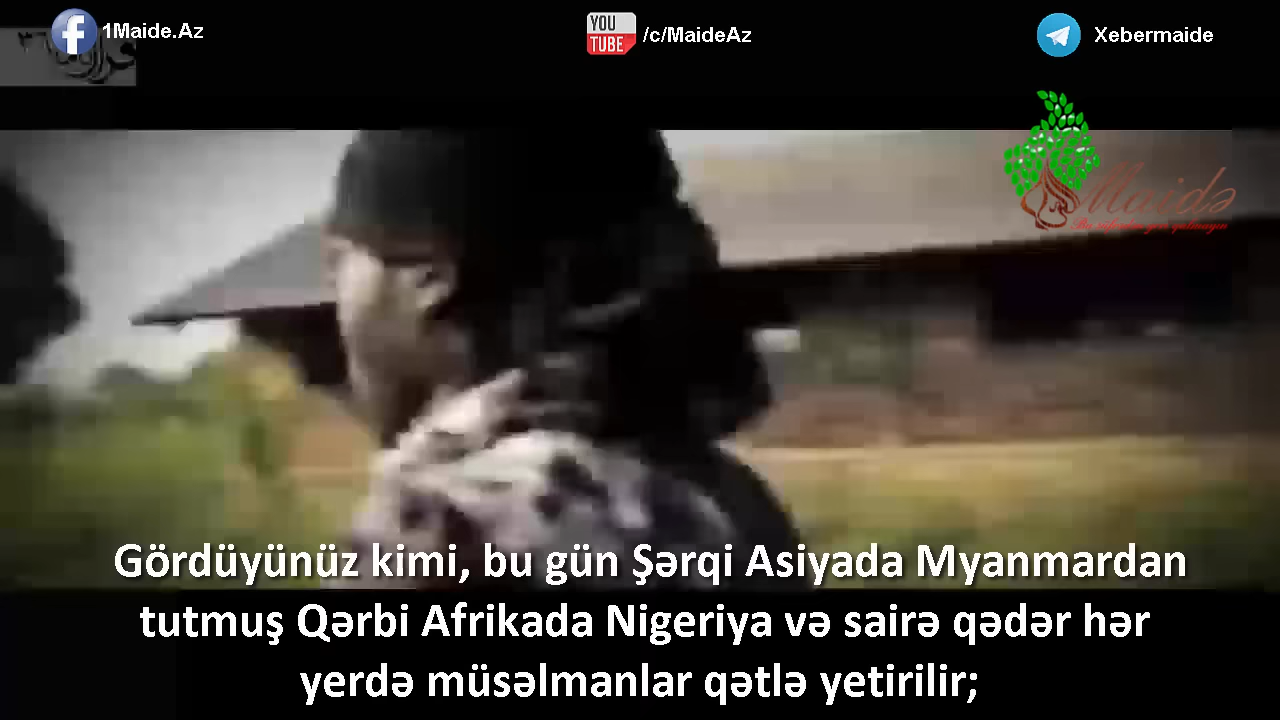 1Maide.Az
YOU
TUBE
/c/MaideAz
Xebermaide
Maidə
Gördüyünüz kimi, bu gün Şərqi Asiyada Myanmardan
tutmuş Qərbi Afrikada Nigeriya və sairə qədər hər
yerdə müsəlmanlar qətlə yetirilir;